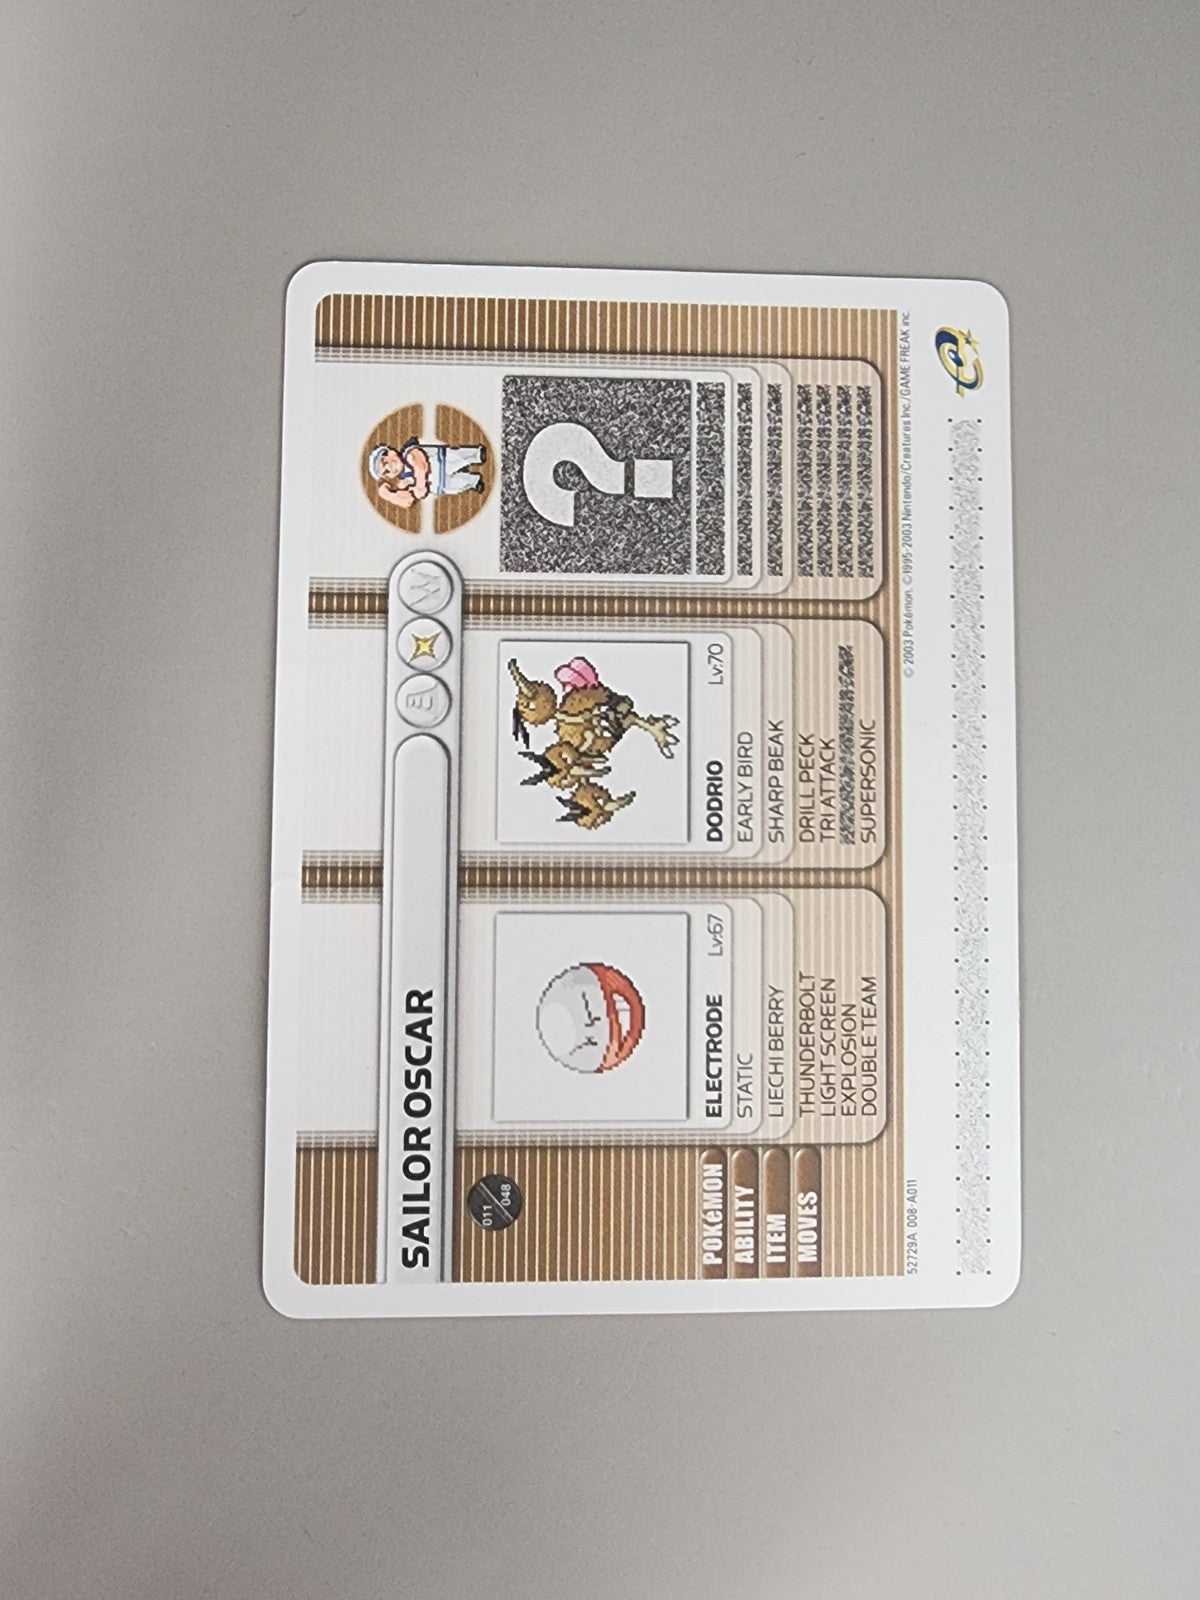 SAILOR OSCAR
E
W
011
048
?
POKéMON
ELECTRODE Lv.67
DODRIO Lv.70
ABILITY
STATIC
EARLY BIRD
ITEM
LIECHI BERRY
SHARP BEAK
MOVES
THUNDERBOLT
LIGHT SCREEN
EXPLOSION
DOUBLE TEAM
DRILL PECK
TRI ATTACK
SUPERSONIC
52729A 008-A011
© 2003 Pokémon. ©1995-2003 Nintendo/Creatures Inc./GAME FREAK inc.
e